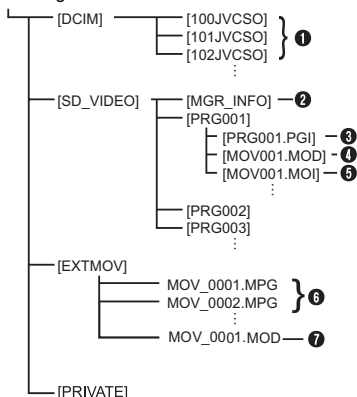 [DCIM] [100JVCSO]
[101JVCSO]
[102JVCSO] ❶
[SD_VIDEO] [MGR_INFO] ❷
[PRG001]
[PRG001.PGI] ❸
[MOV001.MOD] ❹
[MOV001.MOI] ❺
[PRG002]
[PRG003]
[EXTMOV]
MOV_0001.MPG
MOV_0002.MPG ❻
MOV_0001.MOD ❼
[PRIVATE]